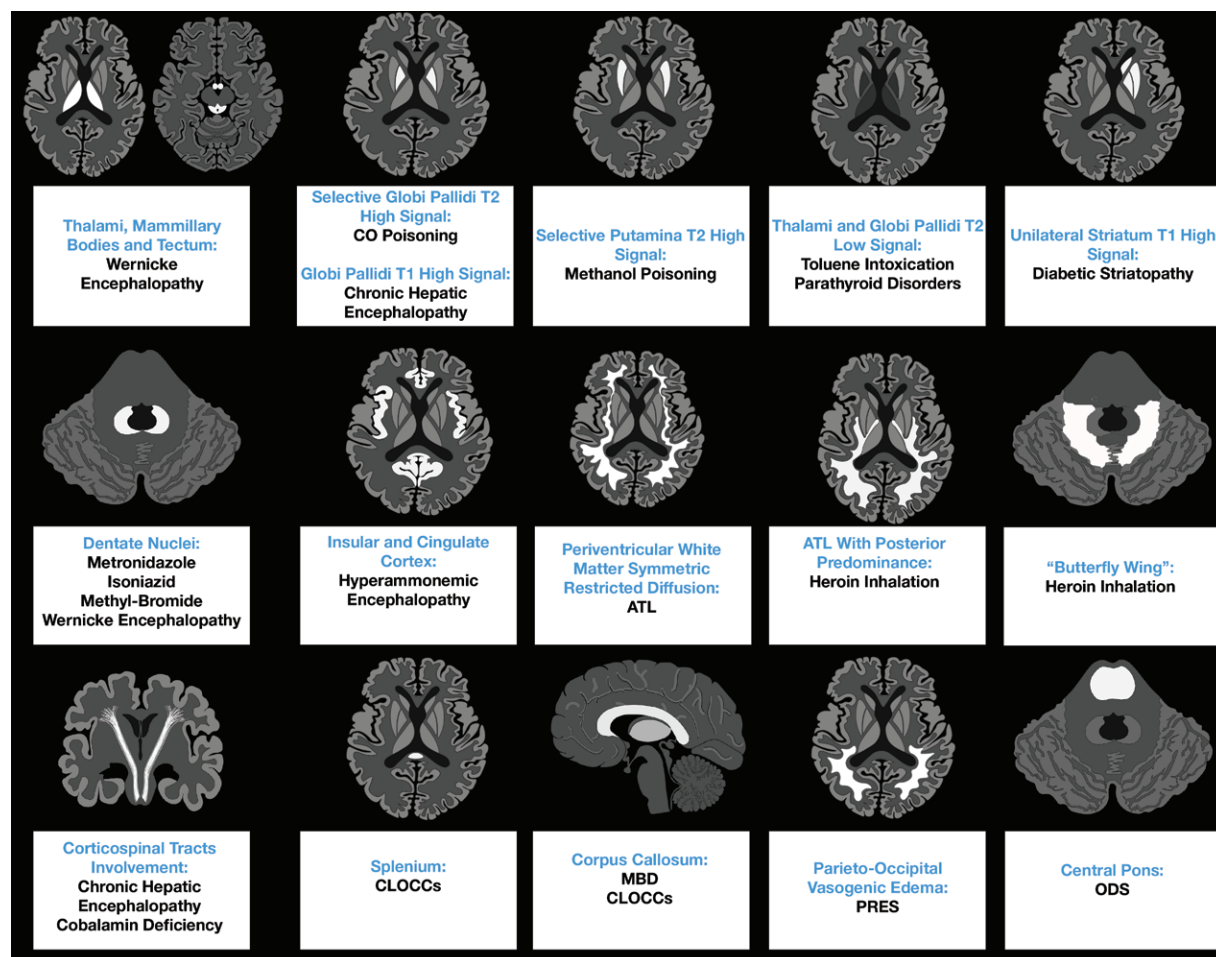 Thalami, Mammillary
Bodies and Tectum:
Wernicke
Encephalopathy
Selective Globi Pallidi T2
High Signal:
CO Poisoning
Globi Pallidi T1 High Signal:
Chronic Hepatic
Encephalopathy
Selective Putamina T2 High
Signal:
Methanol Poisoning
Thalami and Globi Pallidi T2
Low Signal:
Toluene Intoxication
Parathyroid Disorders
Unilateral Striatum T1 High
Signal:
Diabetic Striatopathy
Dentate Nuclei:
Metronidazole
Isoniazid
Methyl-Bromide
Wernicke Encephalopathy
Insular and Cingulate
Cortex:
Hyperammonemic
Encephalopathy
Periventricular White
Matter Symmetric
Restricted Diffusion:
ATL
ATL With Posterior
Predominance:
Heroin Inhalation
“Butterfly Wing”:
Heroin Inhalation
Corticospinal Tracts
Involvement:
Chronic Hepatic
Encephalopathy
Cobalamin Deficiency
Splenium:
CLOCCs
Corpus Callosum:
MBD
CLOCCs
Parieto-Occipital
Vasogenic Edema:
PRES
Central Pons:
ODS